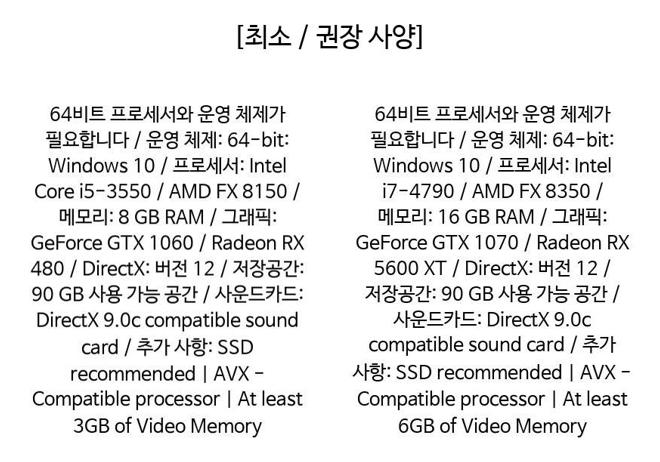 [최소 / 권장 사양]
64비트 프로세서와 운영 체제가
필요합니다 / 운영 체제: 64-bit:
Windows 10 / 프로세서: Intel
Core i5-3550 / AMD FX 8150 /
메모리: 8 GB RAM / 그래픽:
GeForce GTX 1060 / Radeon RX
480 / DirectX: 버전 12 / 저장공간:
90 GB 사용 가능 공간 / 사운드카드:
DirectX 9.0c compatible sound
card / 추가 사항: SSD
recommended | AVX -
Compatible processor | At least
3GB of Video Memory
64비트 프로세서와 운영 체제가
필요합니다 / 운영 체제: 64-bit:
Windows 10 / 프로세서: Intel
i7-4790 / AMD FX 8350 /
메모리: 16 GB RAM / 그래픽:
GeForce GTX 1070 / Radeon RX
5600 XT / DirectX: 버전 12 /
저장공간: 90 GB 사용 가능 공간 /
사운드카드: DirectX 9.0c
compatible sound card / 추가
사항: SSD recommended | AVX -
Compatible processor | At least
6GB of Video Memory